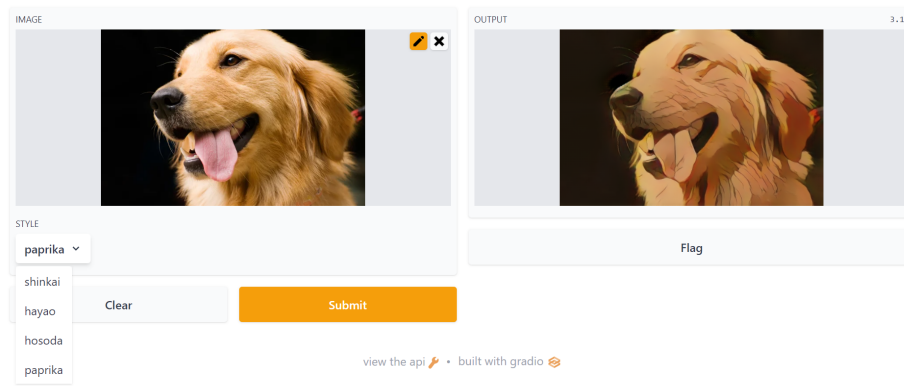 IMAGE
OUTPUT
STYLE
paprika
shinkai
hayao
hosoda
paprika
Clear
Submit
Flag
view the api • built with gradio